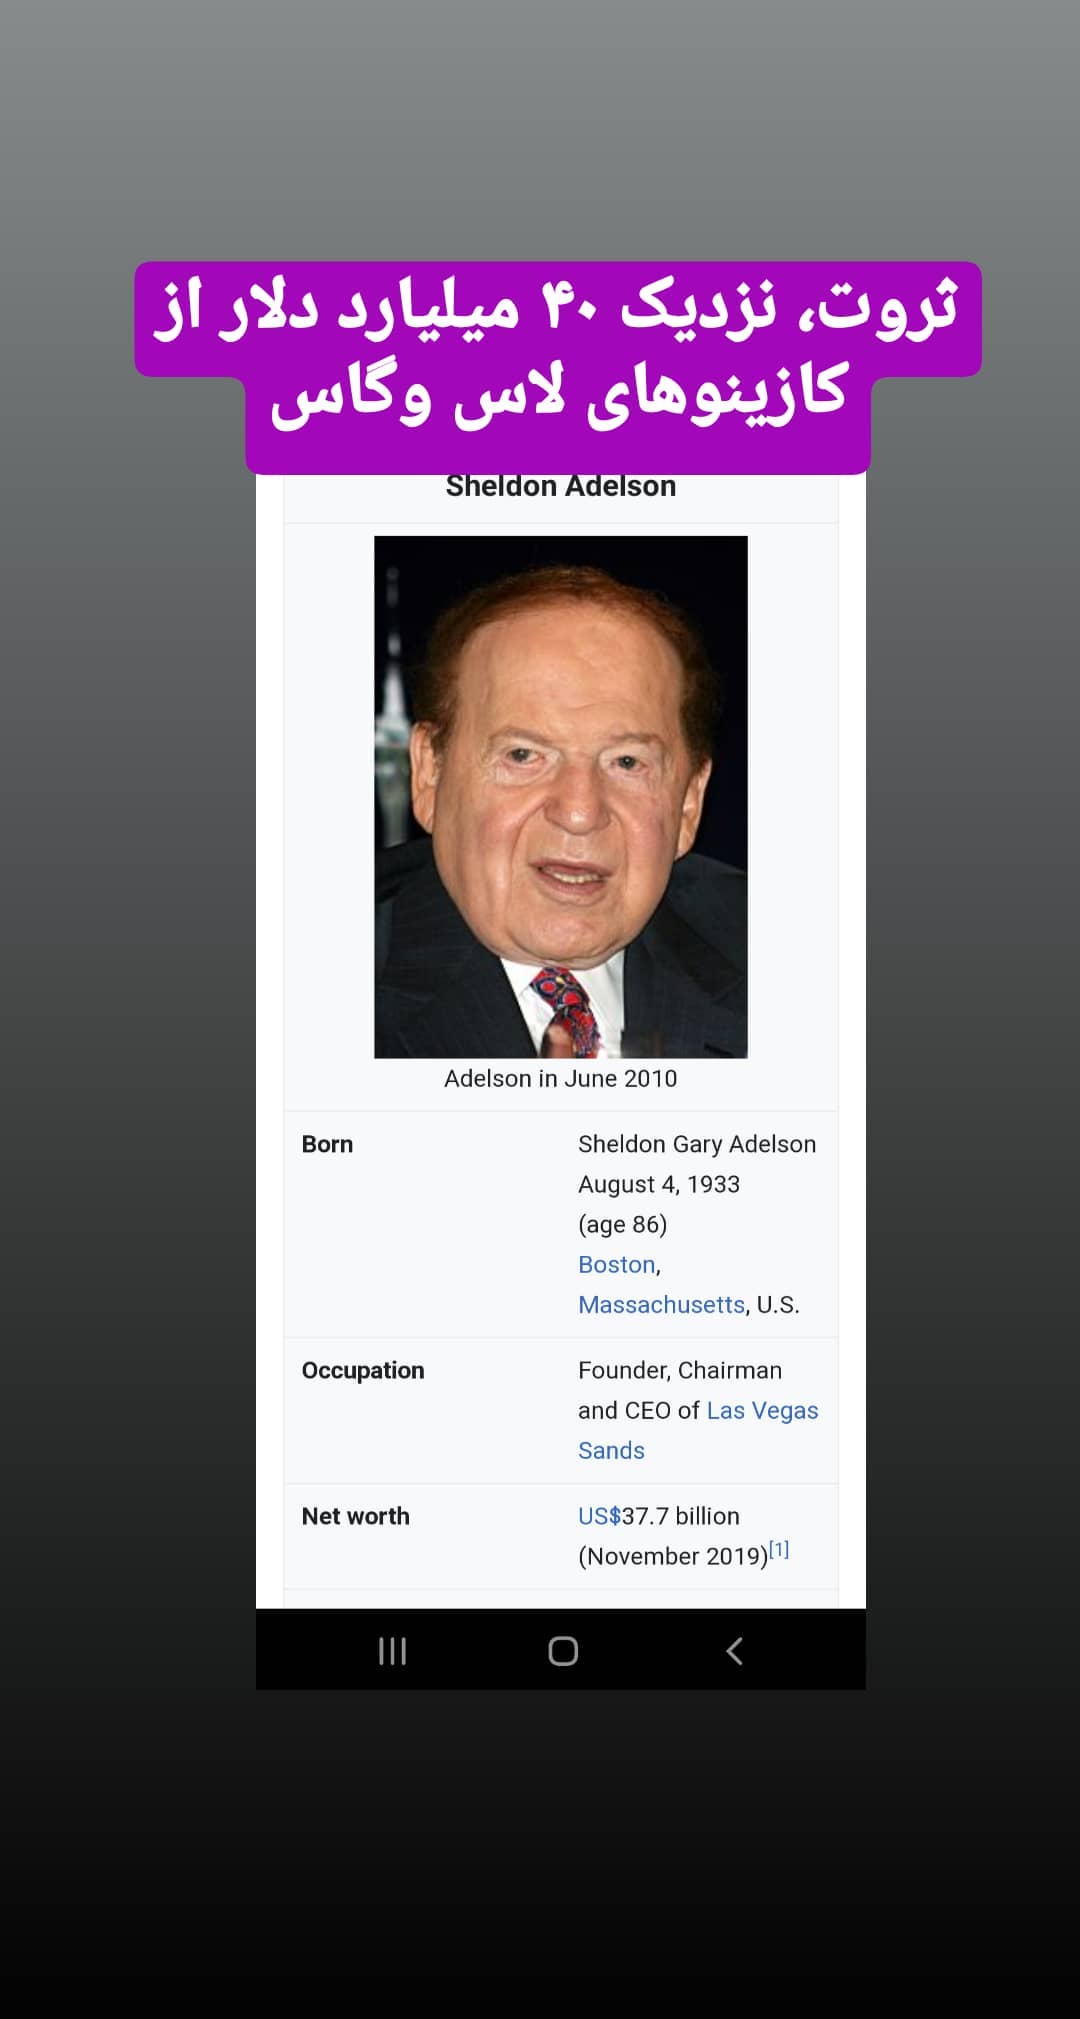 ثروت، نزدیک ۴۰ میلیارد دلار از
کازینوهای لاس وگاس
Sheldon Adelson
Adelson in June 2010
Born
Sheldon Gary Adelson
August 4, 1933
(age 86)
Boston,
Massachusetts, U.S.
Occupation
Founder, Chairman
and CEO of Las Vegas
Sands
Net worth
US$37.7 billion
(November 2019)[1]